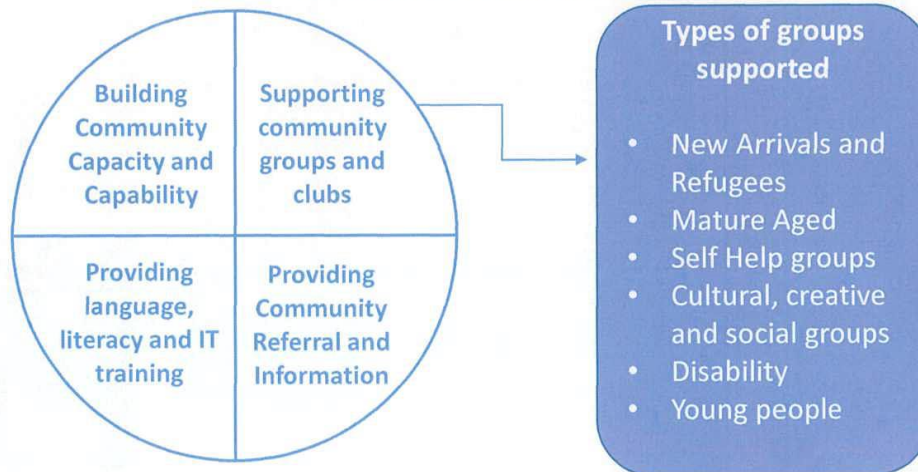 Building
Community
Capacity and
Capability
Supporting
community
groups and
clubs
Providing
language,
literacy and IT
training
Providing
Community
Referral and
Information
Types of groups
supported
• New Arrivals and
Refugees
• Mature Aged
• Self Help groups
• Cultural, creative
and social groups
• Disability
• Young people